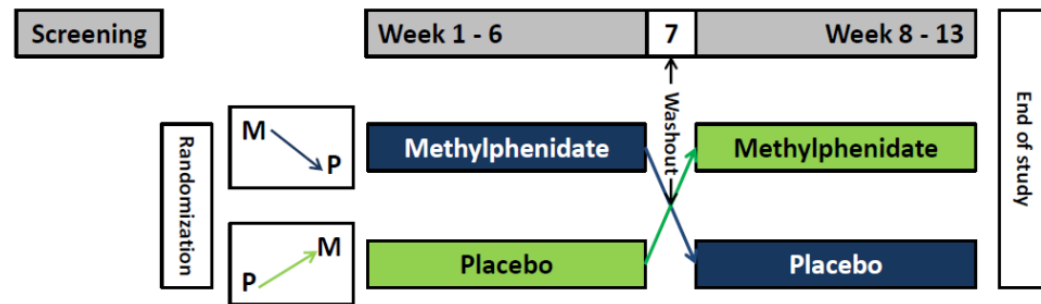 Screening
Week 1 - 6
7
Week 8 - 13
Randomization
M
P
Methylphenidate
Washout
Methylphenidate
End of study
P
M
Placebo
Placebo